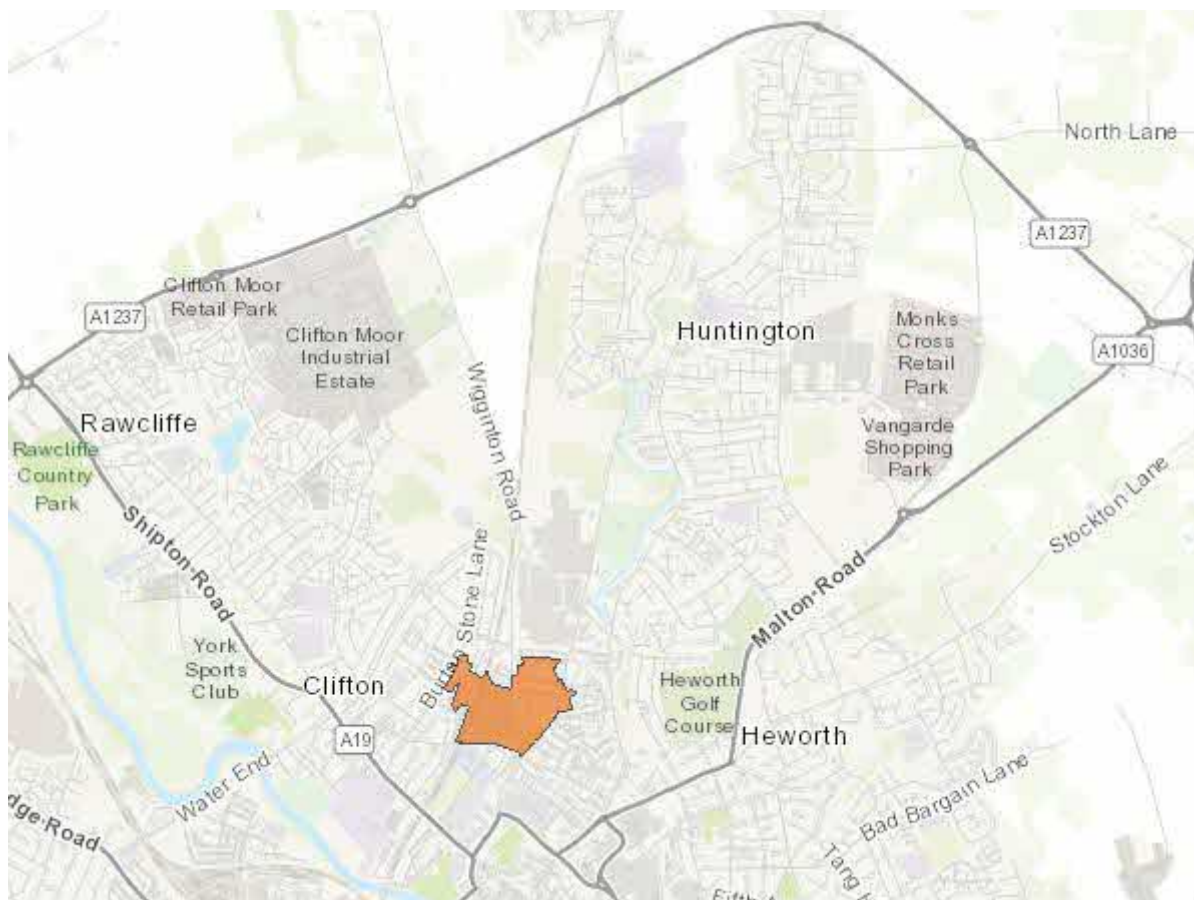 North Lane
A1237
Clifton Moor
Retail Park
A1237
Huntington
Monks
Cross
Retail
Park
Clifton Moor
Industrial
Estate
A1036
Wigginton Road
Rawcliffe
Vangarde
Shopping
Park
Rawcliffe
Country
Park
Stockton Lane
Shipton Road
Burton Stone Lane
Malton Road
York
Sports
Club
Clifton
Heworth
Golf
Course
Heworth
A19
Water End
Bad Bargain Lane
dge Road
Tang H